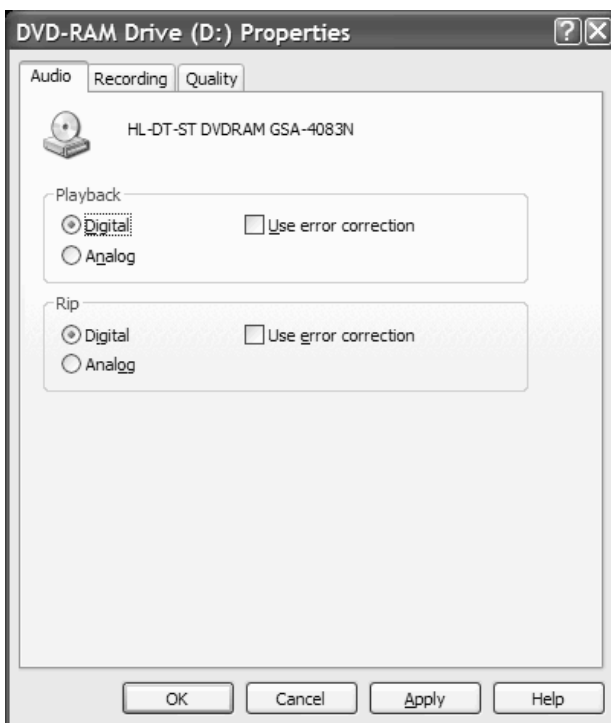 DVD-RAM Drive (D:) Properties
Audio Recording Quality
HL-DT-ST DVDRAM GSA-4083N
Playback
Digital Use error correction
Analog
Rip
Digital Use error correction
Analog
OK Cancel Apply Help